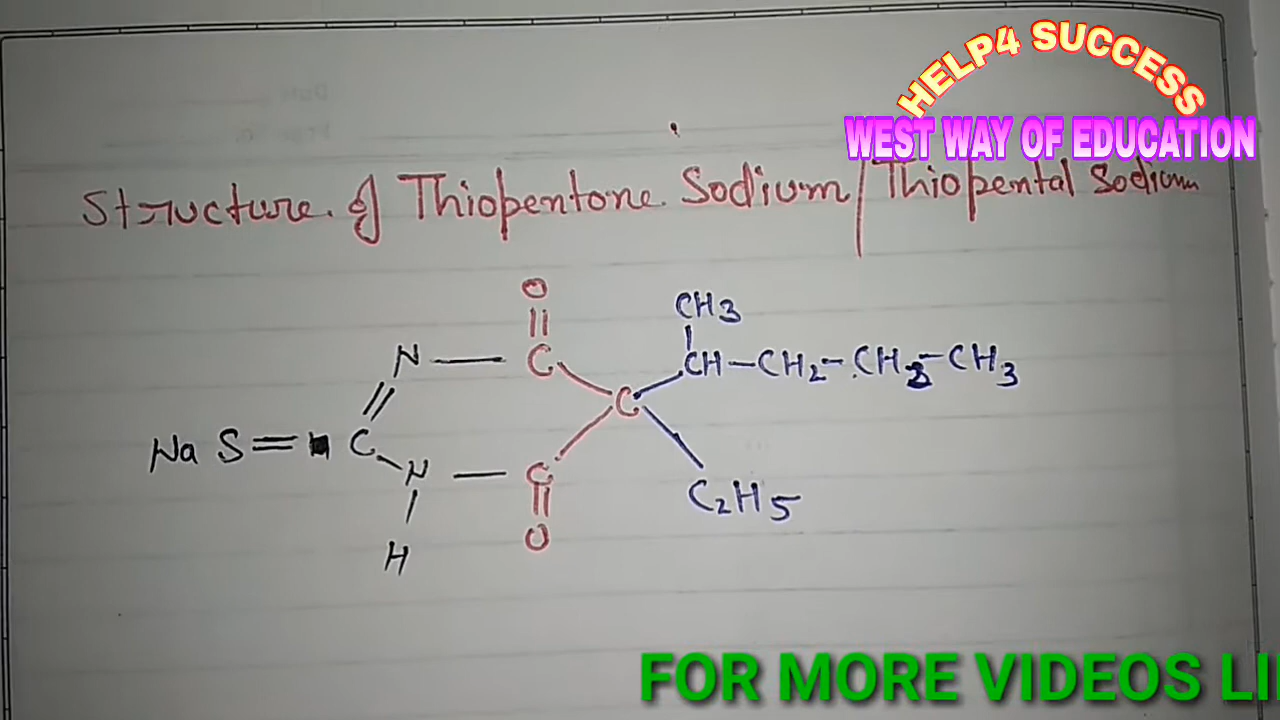 HELP4 SUCCESS
WEST WAY OF EDUCATION
Structure. of Thiopentone. Sodium/Thiopental Sodium
O
||
CH3
N — C
CH—CH2-CH2-CH3
C
Na S= C
N — C
C2H5
||
H
O
FOR MORE VIDEOS LI